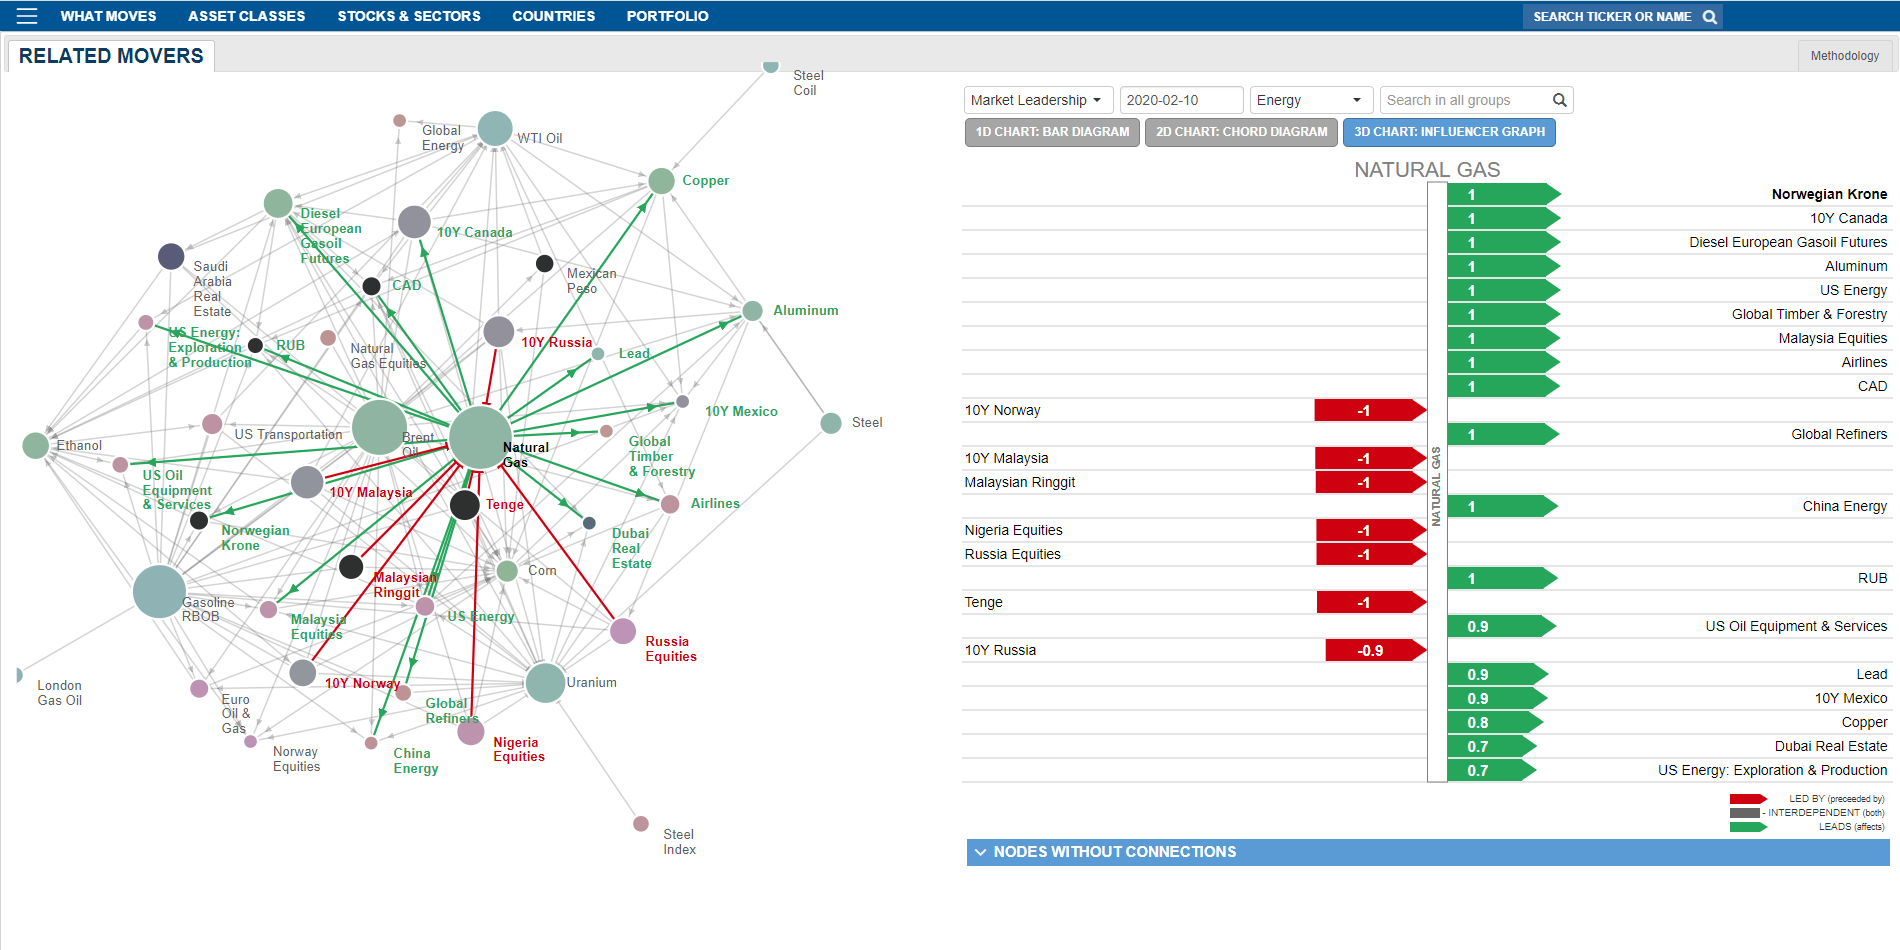 WHAT MOVES
ASSET CLASSES
STOCKS & SECTORS
COUNTRIES
PORTFOLIO
SEARCH TICKER OR NAME
RELATED MOVERS
Methodology
Steel
Coil
Global
Energy
WTI Oil
Copper
Diesel
European
Gasoil
Futures
10Y Canada
Saudi
Arabia
Real
Estate
Mexican
Peso
CAD
Aluminum
US Energy:
Exploration
& Production
RUB
Natural
Gas Equities
10Y Russia
Lead
10Y Mexico
Steel
Ethanol
US Transportation
Brent
Oil
Natural
Gas
Global
Timber
& Forestry
US Oil
Equipment
& Services
10Y Malaysia
Tenge
Airlines
Norwegian
Krone
Dubai
Real
Estate
Corn
Malaysian
Ringgit
Gasoline
RBOB
Malaysia
Equities
US Energy
Russia
Equities
10Y Norway
Uranium
London
Gas Oil
Euro
Oil &
Gas
Global
Refiners
Norway
Equities
China
Energy
Nigeria
Equities
Steel
Index
Market Leadership
2020-02-10
Energy
Search in all groups
1D CHART: BAR DIAGRAM
2D CHART: CHORD DIAGRAM
3D CHART: INFLUENCER GRAPH
NATURAL GAS
1 Norwegian Krone
1 10Y Canada
1 Diesel European Gasoil Futures
1 Aluminum
1 US Energy
1 Global Timber & Forestry
1 Malaysia Equities
1 Airlines
1 CAD
10Y Norway -1
1 Global Refiners
10Y Malaysia -1
Malaysian Ringgit -1
NATURAL GAS
1 China Energy
Nigeria Equities -1
Russia Equities -1
1 RUB
Tenge -1
0.9 US Oil Equipment & Services
10Y Russia -0.9
0.9 Lead
0.9 10Y Mexico
0.8 Copper
0.7 Dubai Real Estate
0.7 US Energy: Exploration & Production
LED BY (preceeded by)
- INTERDEPENDENT (both)
LEADS (affects)
NODES WITHOUT CONNECTIONS